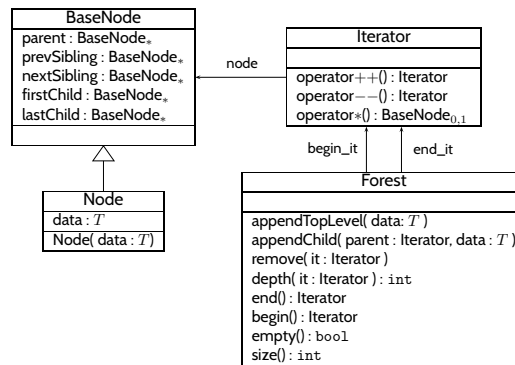 BaseNode
parent : BaseNode*
prevSibling : BaseNode*
nextSibling : BaseNode*
firstChild : BaseNode*
lastChild : BaseNode*
node
Iterator
operator++() : Iterator
operator−−() : Iterator
operator*() : BaseNode0,1
begin_it
end_it
Node
data : T
Node( data : T)
Forest
appendTopLevel( data: T )
appendChild( parent : Iterator, data : T )
remove( it : Iterator )
depth( it : Iterator ) : int
end() : Iterator
begin() : Iterator
empty() : bool
size() : int